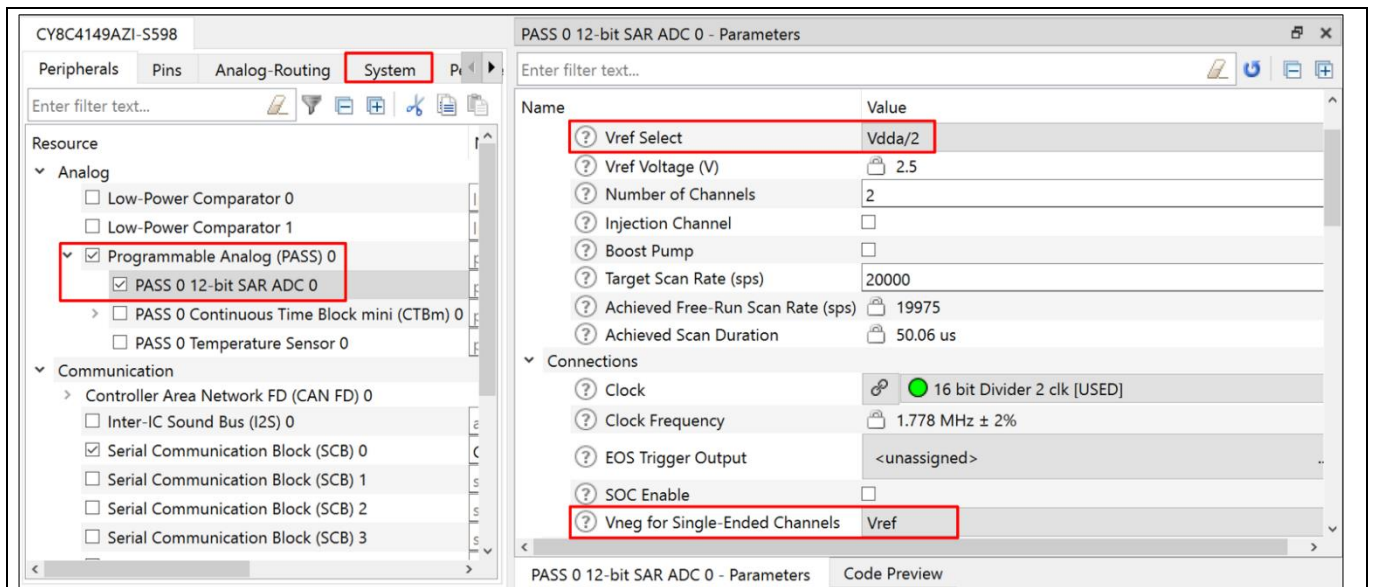 CY8C4149AZI-S598
Peripherals Pins Analog-Routing System
Enter filter text...
Resource
Analog
Low-Power Comparator 0
Low-Power Comparator 1
Programmable Analog (PASS) 0
PASS 0 12-bit SAR ADC 0
PASS 0 Continuous Time Block mini (CTBm) 0
PASS 0 Temperature Sensor 0
Communication
Controller Area Network FD (CAN FD) 0
Inter-IC Sound Bus (I2S) 0
Serial Communication Block (SCB) 0
Serial Communication Block (SCB) 1
Serial Communication Block (SCB) 2
Serial Communication Block (SCB) 3
PASS 0 12-bit SAR ADC 0 - Parameters
Enter filter text...
Name Value
Vref Select Vdda/2
Vref Voltage (V) 2.5
Number of Channels 2
Injection Channel
Boost Pump
Target Scan Rate (sps) 20000
Achieved Free-Run Scan Rate (sps) 19975
Achieved Scan Duration 50.06 us
Connections
Clock 16 bit Divider 2 clk [USED]
Clock Frequency 1.778 MHz ± 2%
EOS Trigger Output <unassigned>
SOC Enable
Vneg for Single-Ended Channels Vref
PASS 0 12-bit SAR ADC 0 - Parameters Code Preview